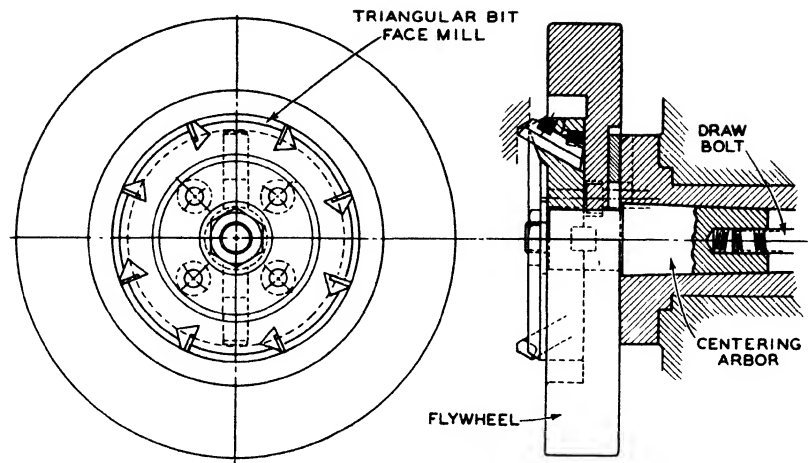 TRIANGULAR BIT
FACE MILL
DRAW
BOLT
CENTERING
ARBOR
FLYWHEEL